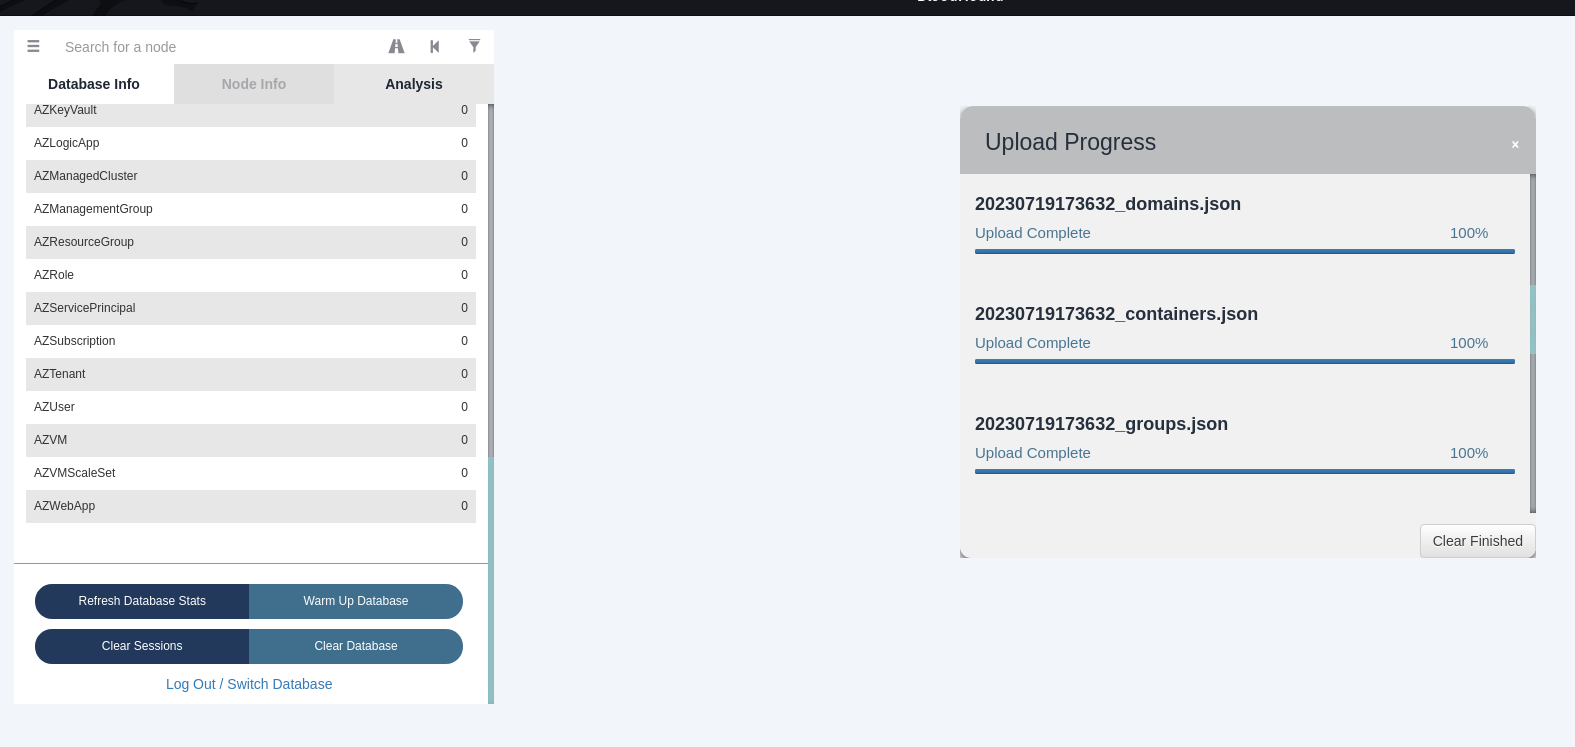 Search for a node
Database Info
Node Info
Analysis
AZKeyVault 0
AZLogicApp 0
AZManagedCluster 0
AZManagementGroup 0
AZResourceGroup 0
AZRole 0
AZServicePrincipal 0
AZSubscription 0
AZTenant 0
AZUser 0
AZVM 0
AZVMScaleSet 0
AZWebApp 0
Refresh Database Stats
Warm Up Database
Clear Sessions
Clear Database
Log Out / Switch Database
Upload Progress
×
20230719173632_domains.json
Upload Complete 100%
20230719173632_containers.json
Upload Complete 100%
20230719173632_groups.json
Upload Complete 100%
Clear Finished